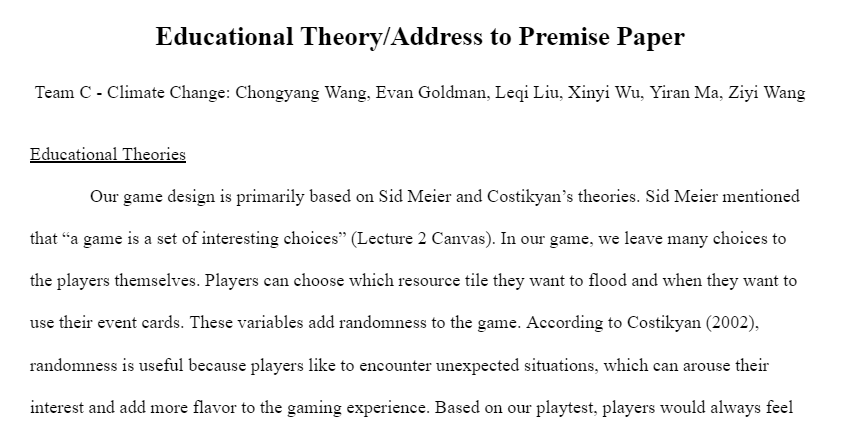 Educational Theory/Address to Premise Paper
Team C - Climate Change: Chongyang Wang, Evan Goldman, Leqi Liu, Xinyi Wu, Yiran Ma, Ziyi Wang
Educational Theories
Our game design is primarily based on Sid Meier and Costikyan’s theories. Sid Meier mentioned
that “a game is a set of interesting choices” (Lecture 2 Canvas). In our game, we leave many choices to
the players themselves. Players can choose which resource tile they want to flood and when they want to
use their event cards. These variables add randomness to the game. According to Costikyan (2002),
randomness is useful because players like to encounter unexpected situations, which can arouse their
interest and add more flavor to the gaming experience. Based on our playtest, players would always feel